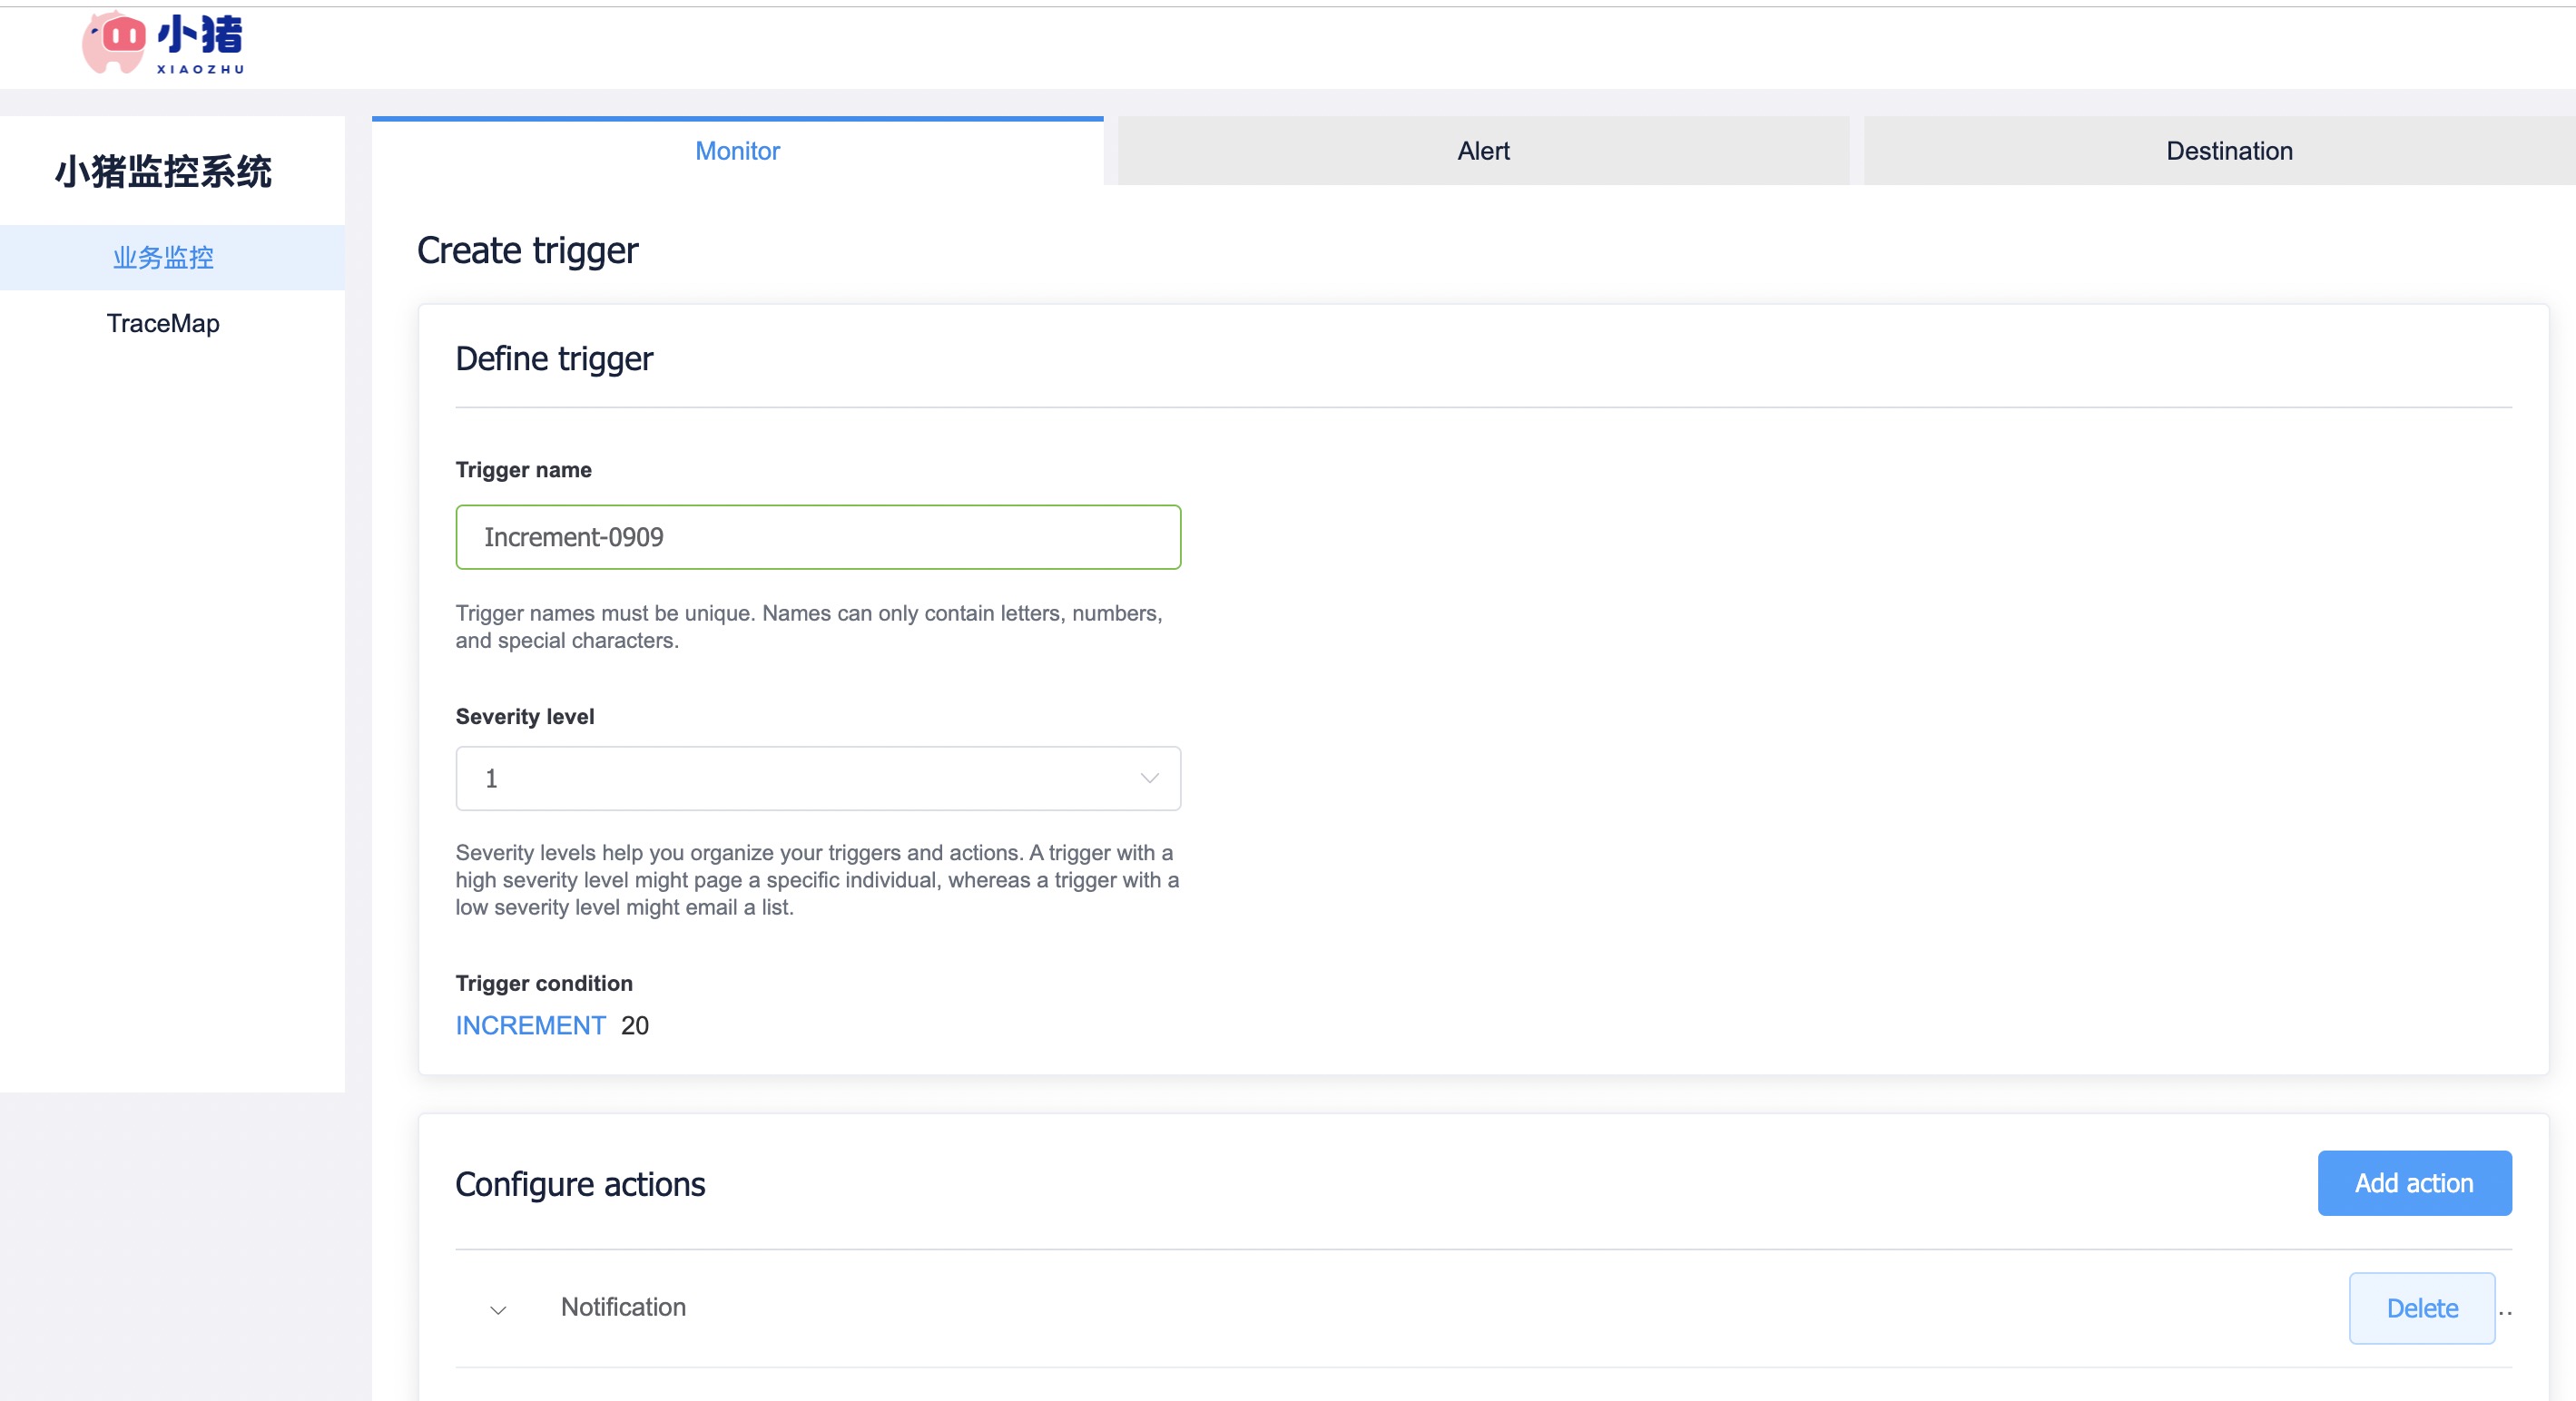 小猪
XIAOZHU
小猪监控系统
业务监控
TraceMap
Monitor
Alert
Destination
Create trigger
Define trigger
Trigger name
Increment-0909
Trigger names must be unique. Names can only contain letters, numbers,
and special characters.
Severity level
1
Severity levels help you organize your triggers and actions. A trigger with a
high severity level might page a specific individual, whereas a trigger with a
low severity level might email a list.
Trigger condition
INCREMENT 20
Configure actions
Add action
Notification
Delete ..